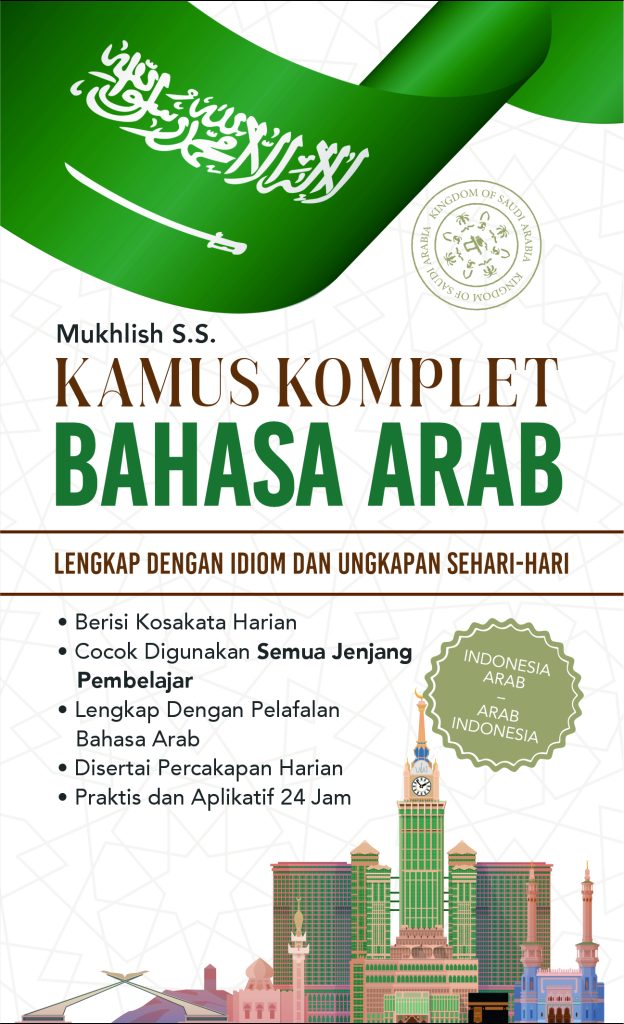 لا إله إلا الله محمد رسول الله
KINGDOM OF SAUDI ARABIA KINGDOM OF SAUDI ARABIA
Mukhlish S.S.
KAMUS KOMPLET
BAHASA ARAB
LENGKAP DENGAN IDIOM DAN UNGKAPAN SEHARI-HARI
• Berisi Kosakata Harian
• Cocok Digunakan Semua Jenjang
Pembelajar
• Lengkap Dengan Pelafalan
Bahasa Arab
• Disertai Percakapan Harian
• Praktis dan Aplikatif 24 Jam
INDONESIA
ARAB
–
ARAB
INDONESIA